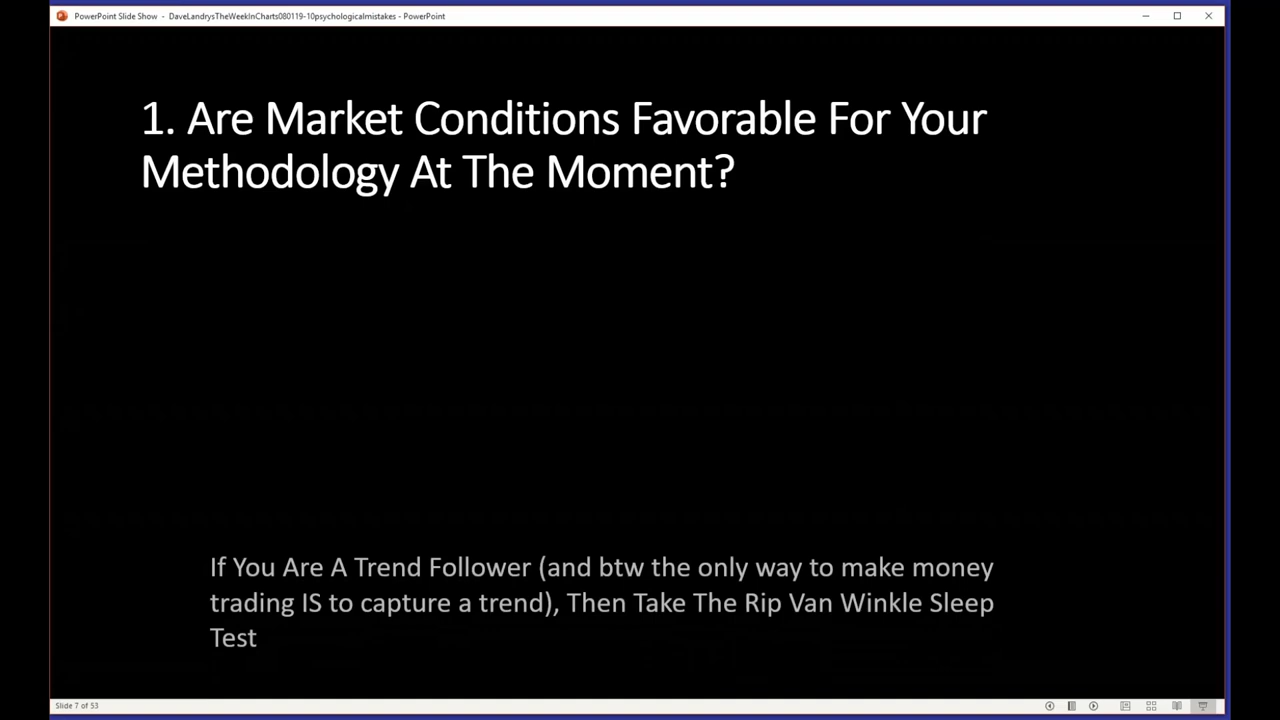 PowerPoint Slide Show - DaveLandrysTheWeekInCharts080119-10psychologicalmistakes - PowerPoint
1. Are Market Conditions Favorable For Your
Methodology At The Moment?
If You Are A Trend Follower (and btw the only way to make money
trading IS to capture a trend), Then Take The Rip Van Winkle Sleep
Test
Slide 7 of 53